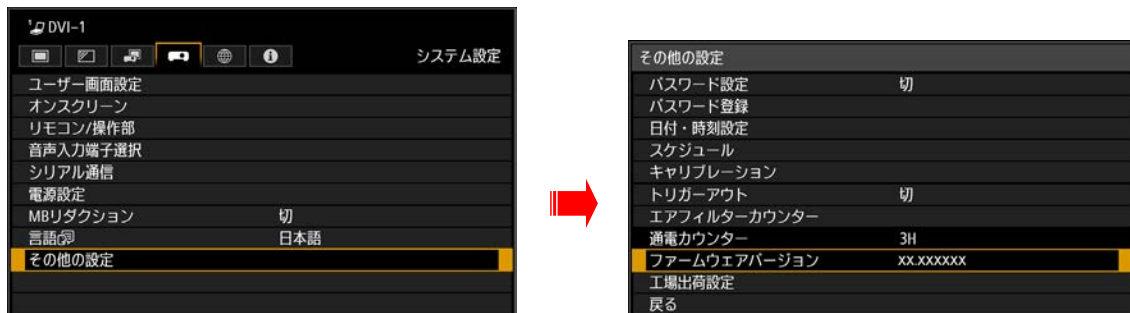 DVI-1
システム設定
ユーザー画面設定
オンスクリーン
リモコン/操作部
音声入力端子選択
シリアル通信
電源設定
MBリダクション 切
言語 日本語
その他の設定
その他の設定
パスワード設定 切
パスワード登録
日付・時刻設定
スケジュール
キャリブレーション
トリガーアウト 切
エアフィルターカウンター
通電カウンター 3H
ファームウェアバージョン XX.XXXXXX
工場出荷設定
戻る